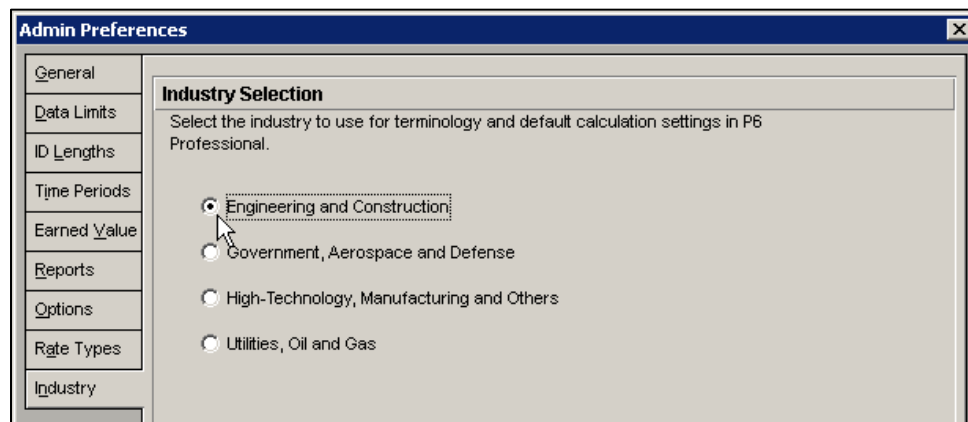 Admin Preferences
General
Data Limits
ID Lengths
Time Periods
Earned Value
Reports
Options
Rate Types
Industry
Industry Selection
Select the industry to use for terminology and default calculation settings in P6
Professional.
Engineering and Construction
Government, Aerospace and Defense
High-Technology, Manufacturing and Others
Utilities, Oil and Gas